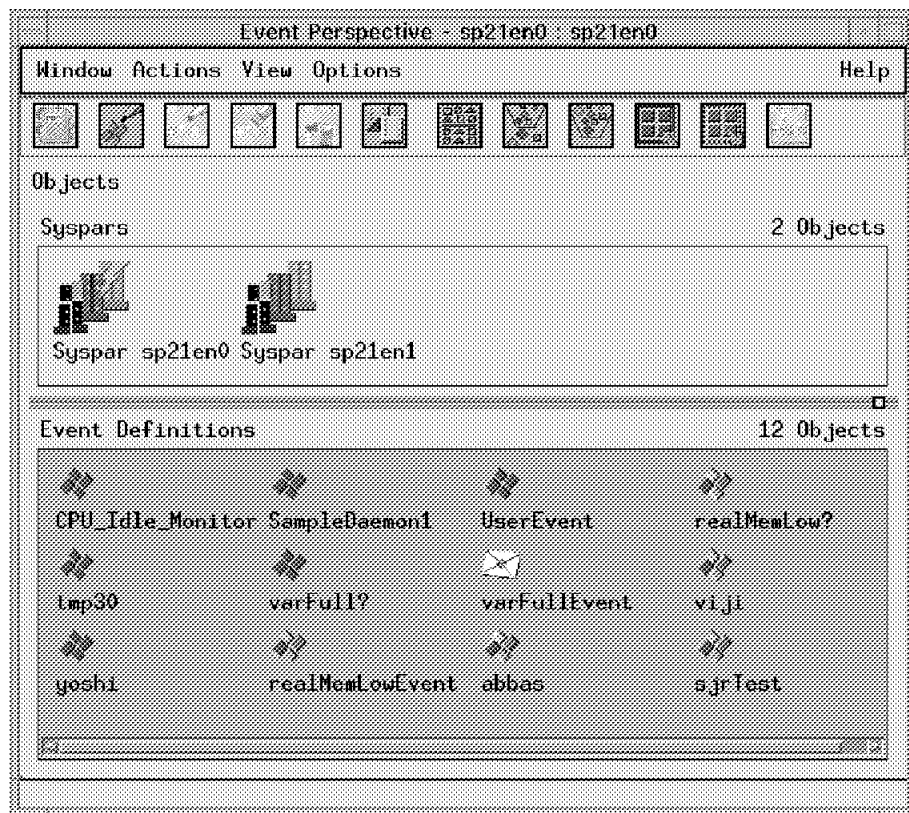 Event Perspective - sp21en0 : sp21en0
Window Actions View Options Help
Objects
Syspars 2 Objects
Syspar sp21en0 Syspar sp21en1
Event Definitions 12 Objects
CPU_Idle_Monitor SampleDaemon1 UserEvent realMemLow?
tmp30 varFull? varFullEvent viji
yoshi realMemLowEvent abbas sjrTest